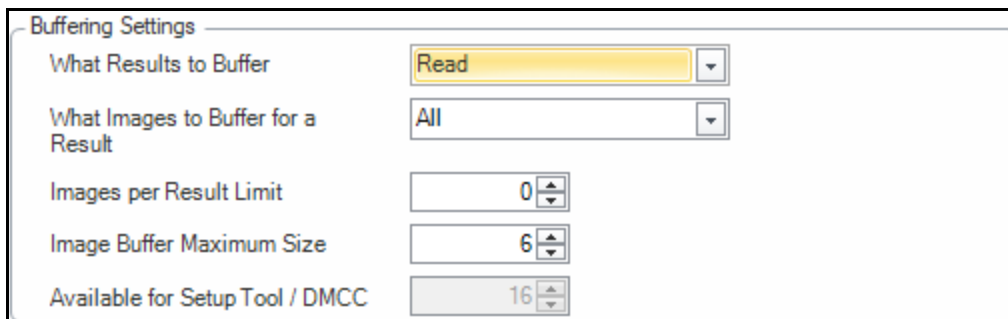 Buffering Settings
What Results to Buffer Read
What Images to Buffer for a All
Result
Images per Result Limit 0
Image Buffer Maximum Size 6
Available for Setup Tool / DMCC 16